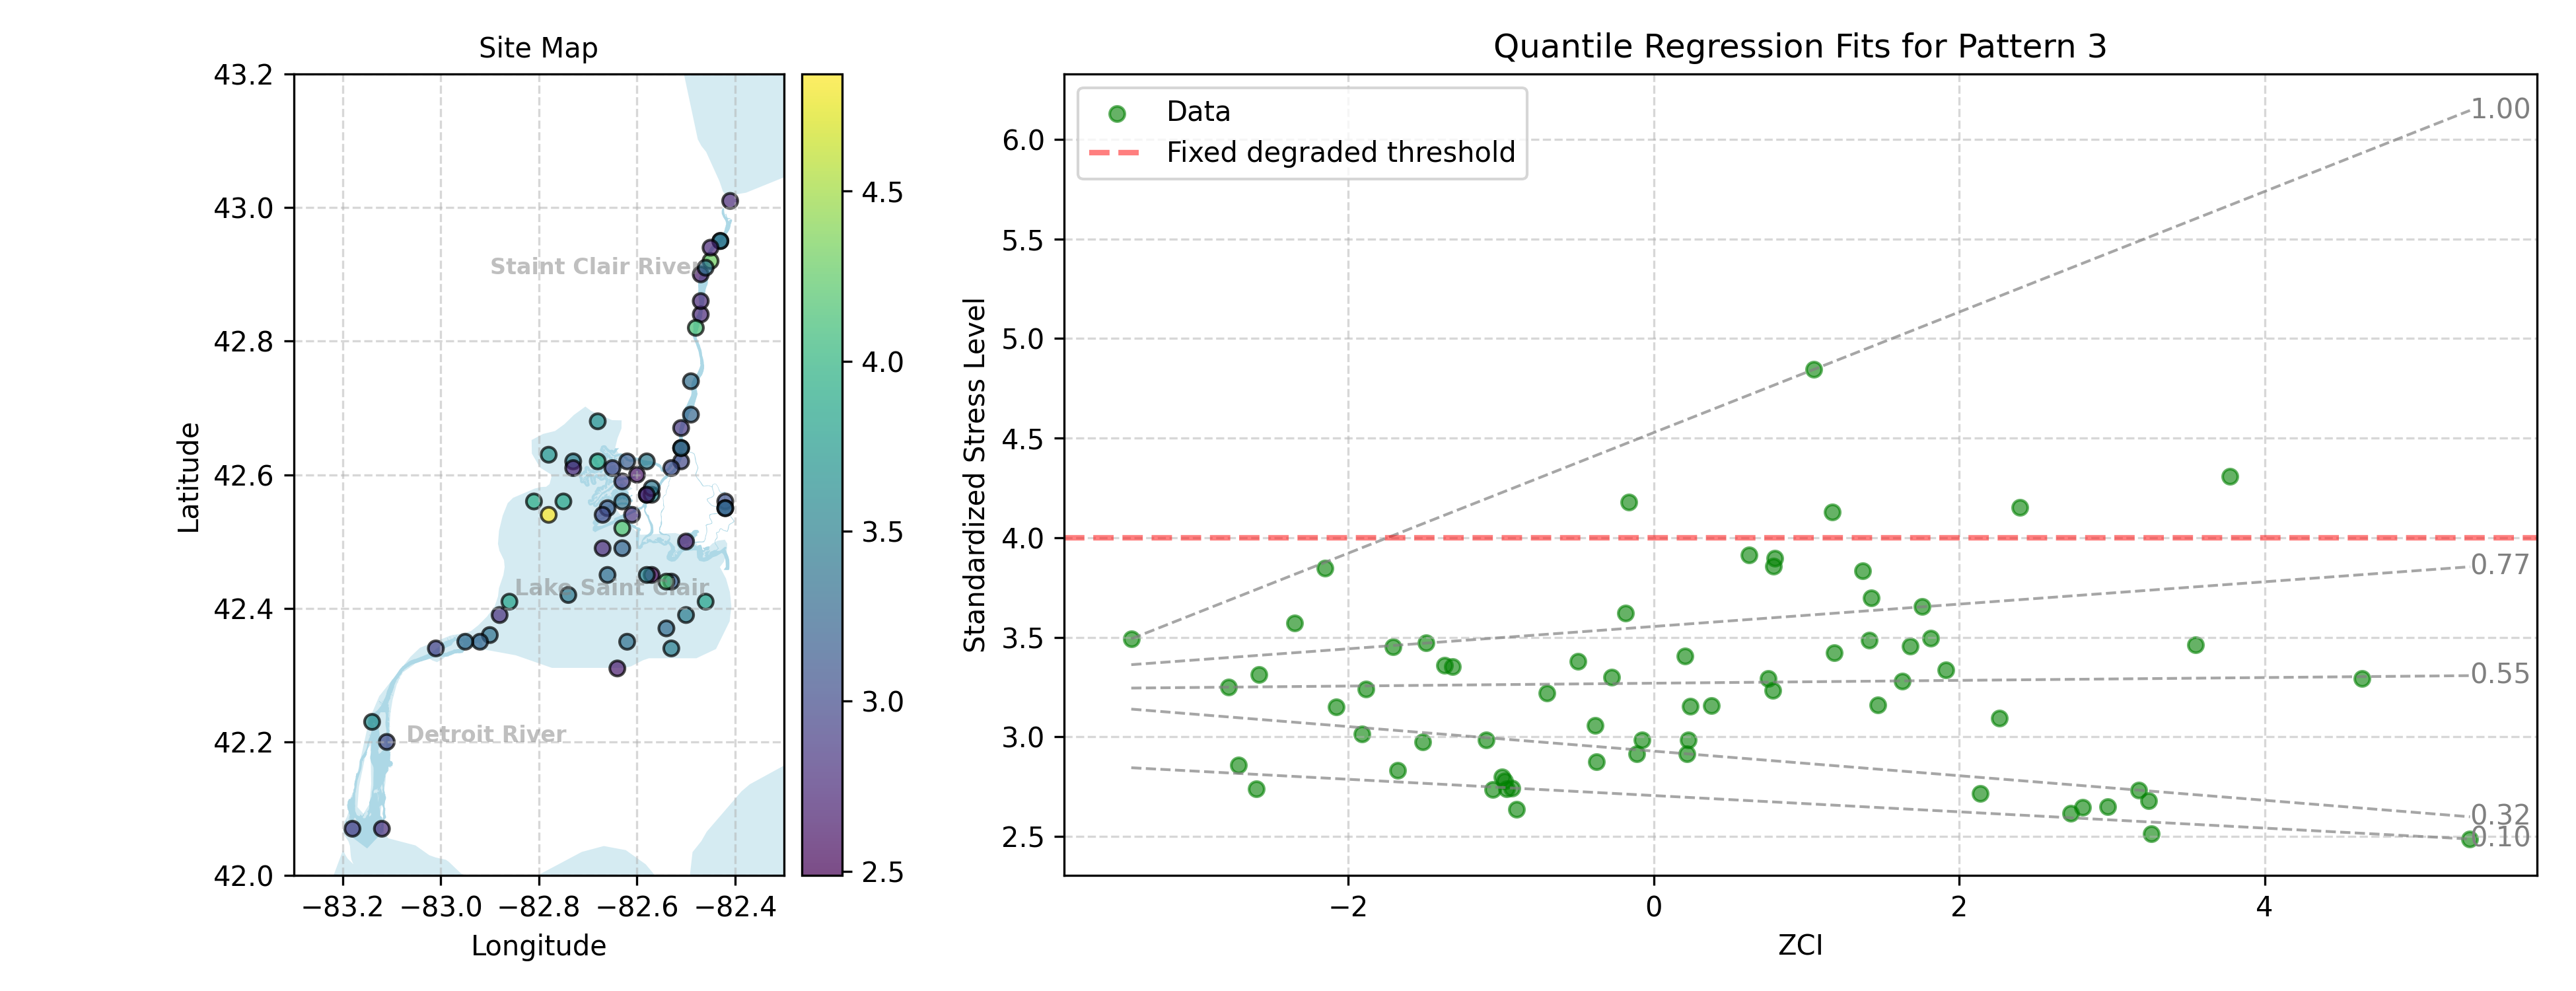 Site Map
43.2
43.0
42.8
42.6
42.4
42.2
42.0
Latitude
−83.2 −83.0 −82.8 −82.6 −82.4
Longitude
Staint Clair River
Lake Saint Clair
Detroit River
4.5
4.0
3.5
3.0
2.5
Quantile Regression Fits for Pattern 3
Data
Fixed degraded threshold
6.0
5.5
5.0
4.5
4.0
3.5
3.0
2.5
Standardized Stress Level
−2 0 2 4
ZCI
1.00
0.77
0.55
0.32
0.10